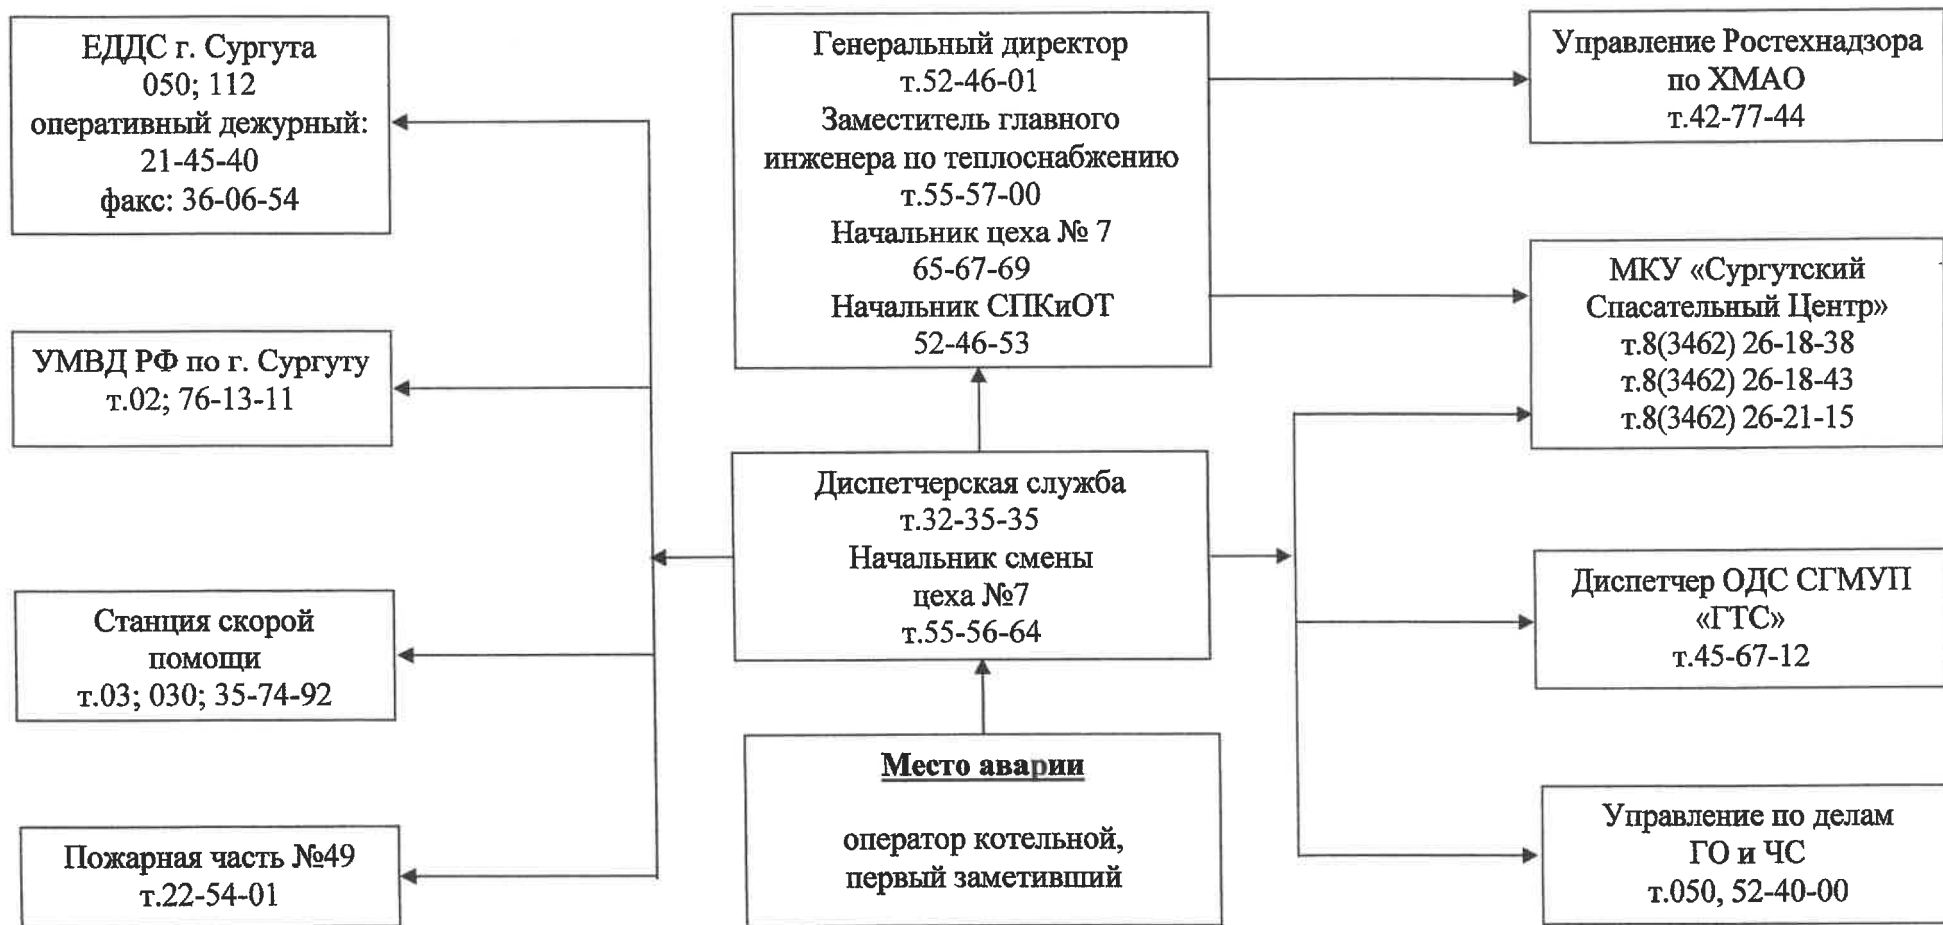 ЕДДС г. Сургута
050; 112
оперативный дежурный:
21-45-40
факс: 36-06-54
УМВД РФ по г. Сургуту
т.02; 76-13-11
Станция скорой
помощи
т.03; 030; 35-74-92
Пожарная часть №49
т.22-54-01
Генеральный директор
т.52-46-01
Заместитель главного
инженера по теплоснабжению
т.55-57-00
Начальник цеха № 7
65-67-69
Начальник СПКиОТ
52-46-53
Диспетчерская служба
т.32-35-35
Начальник смены
цеха №7
т.55-56-64
Место аварии
оператор котельной,
первый заметивший
Управление Ростехнадзора
по ХМАО
т.42-77-44
МКУ «Сургутский
Спасательный Центр»
т.8(3462) 26-18-38
т.8(3462) 26-18-43
т.8(3462) 26-21-15
Диспетчер ОДС СГМУП
«ГТС»
т.45-67-12
Управление по делам
ГО и ЧС
т.050, 52-40-00